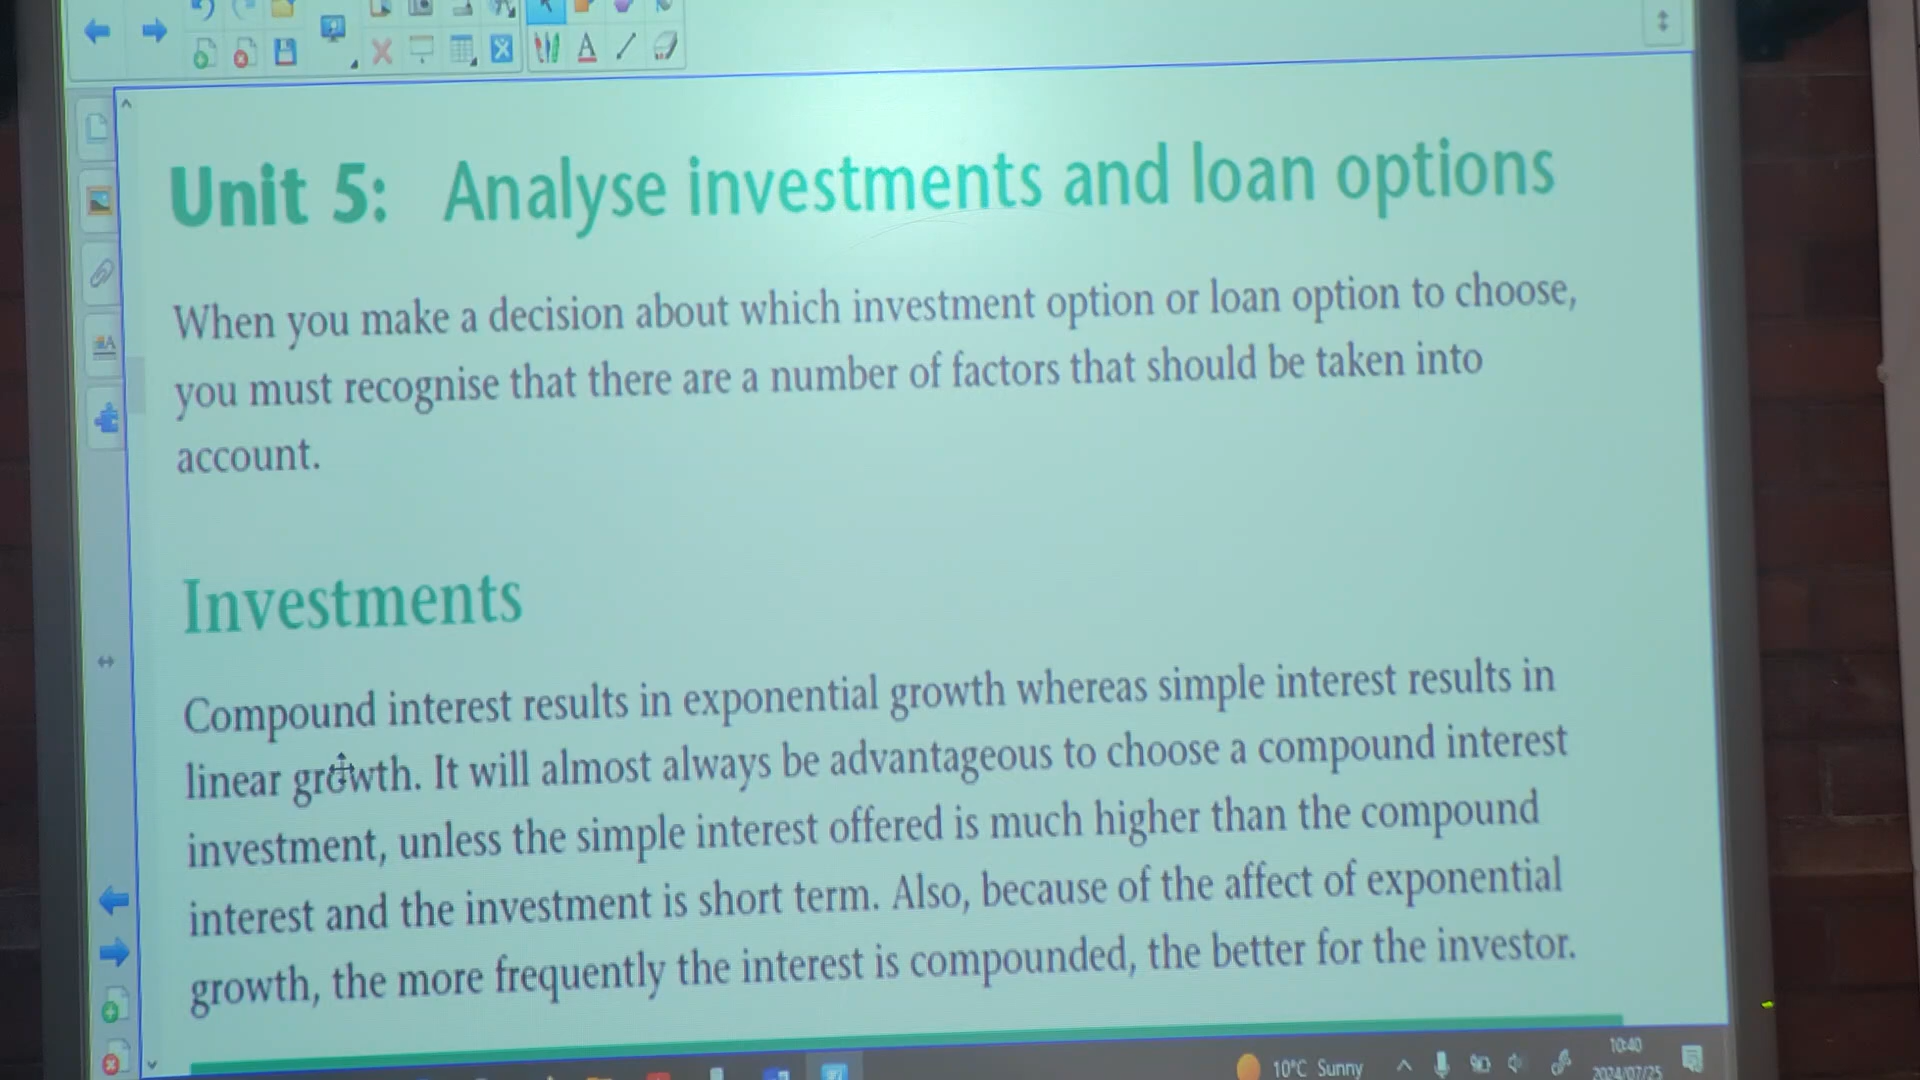 Unit 5: Analyse investments and loan options
When you make a decision about which investment option or loan option to choose,
you must recognise that there are a number of factors that should be taken into
account.
Investments
Compound interest results in exponential growth whereas simple interest results in
linear growth. It will almost always be advantageous to choose a compound interest
investment, unless the simple interest offered is much higher than the compound
interest and the investment is short term. Also, because of the affect of exponential
growth, the more frequently the interest is compounded, the better for the investor.
10°C Sunny
10:40
2024/07/25